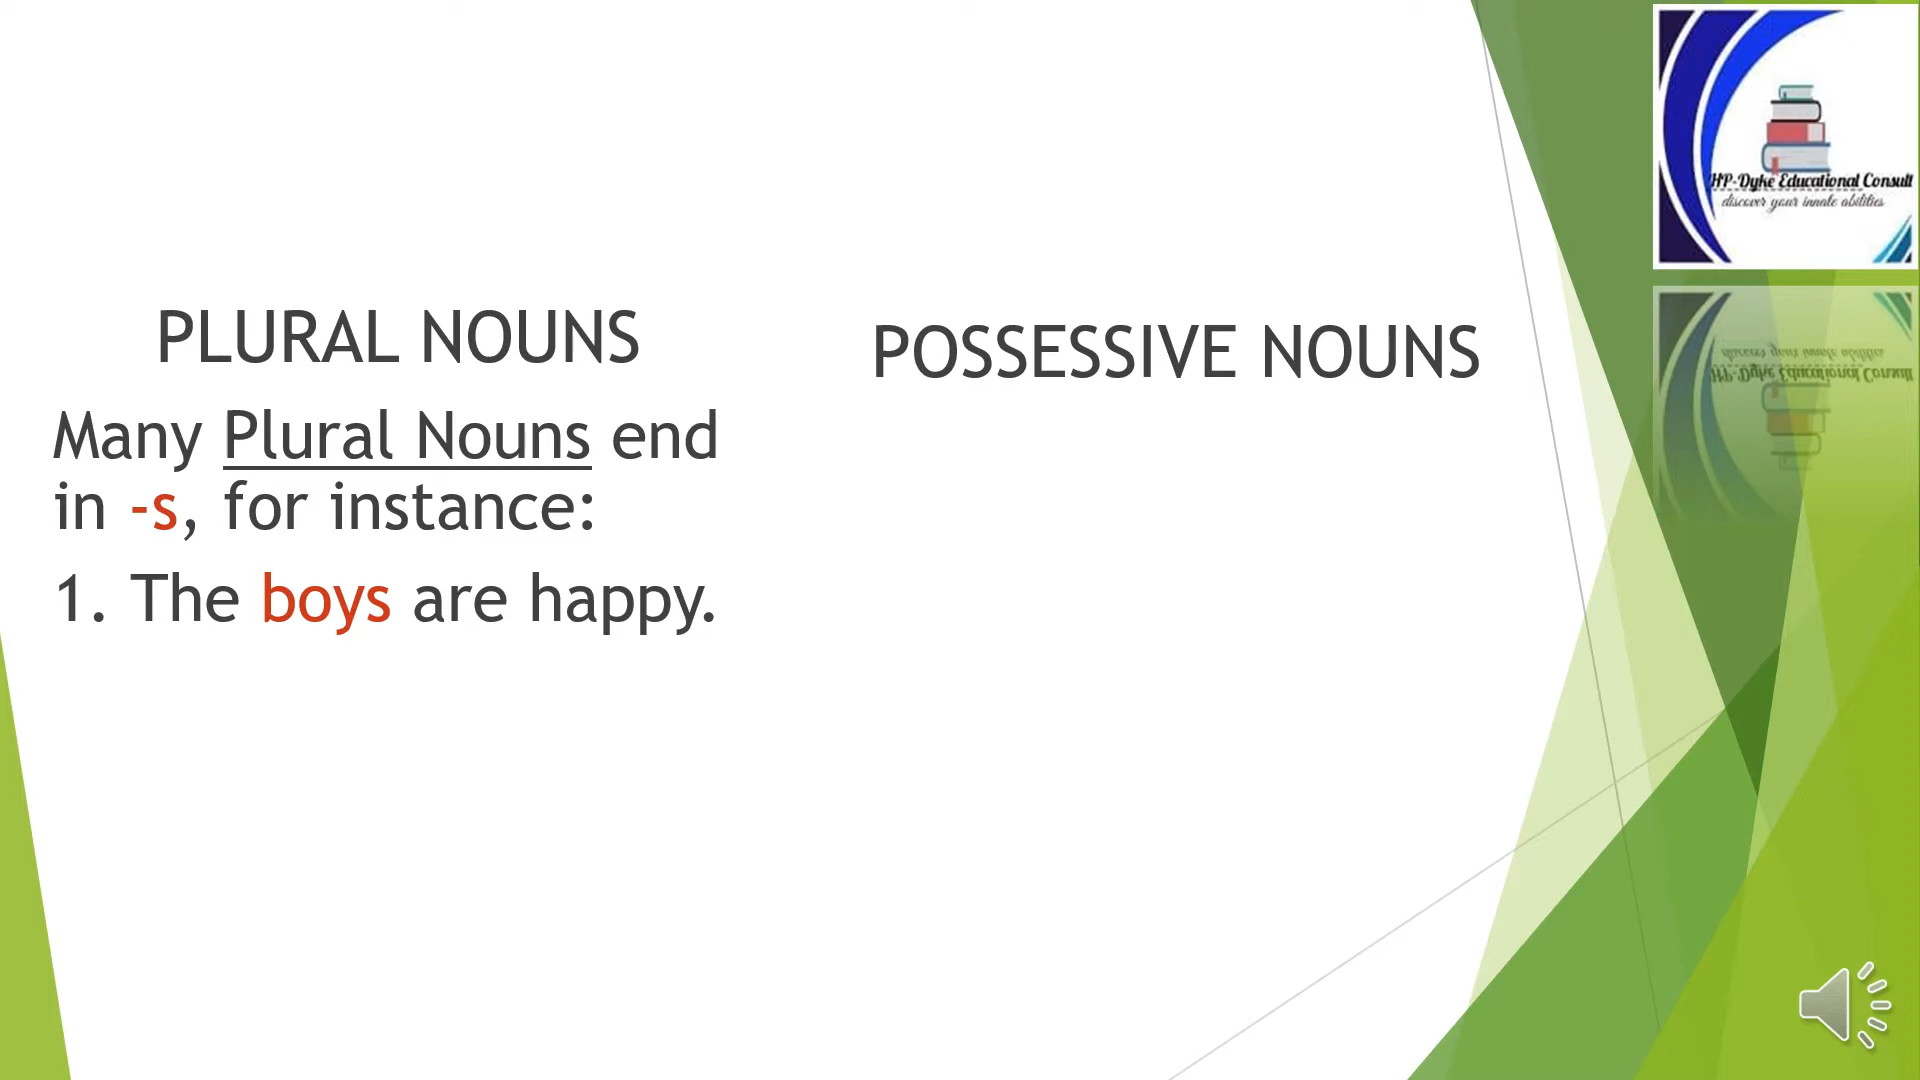 PLURAL NOUNS
Many Plural Nouns end
in -s, for instance:
1. The boys are happy.
POSSESSIVE NOUNS
HP-Dyke Educational Consult
discover your innate abilities